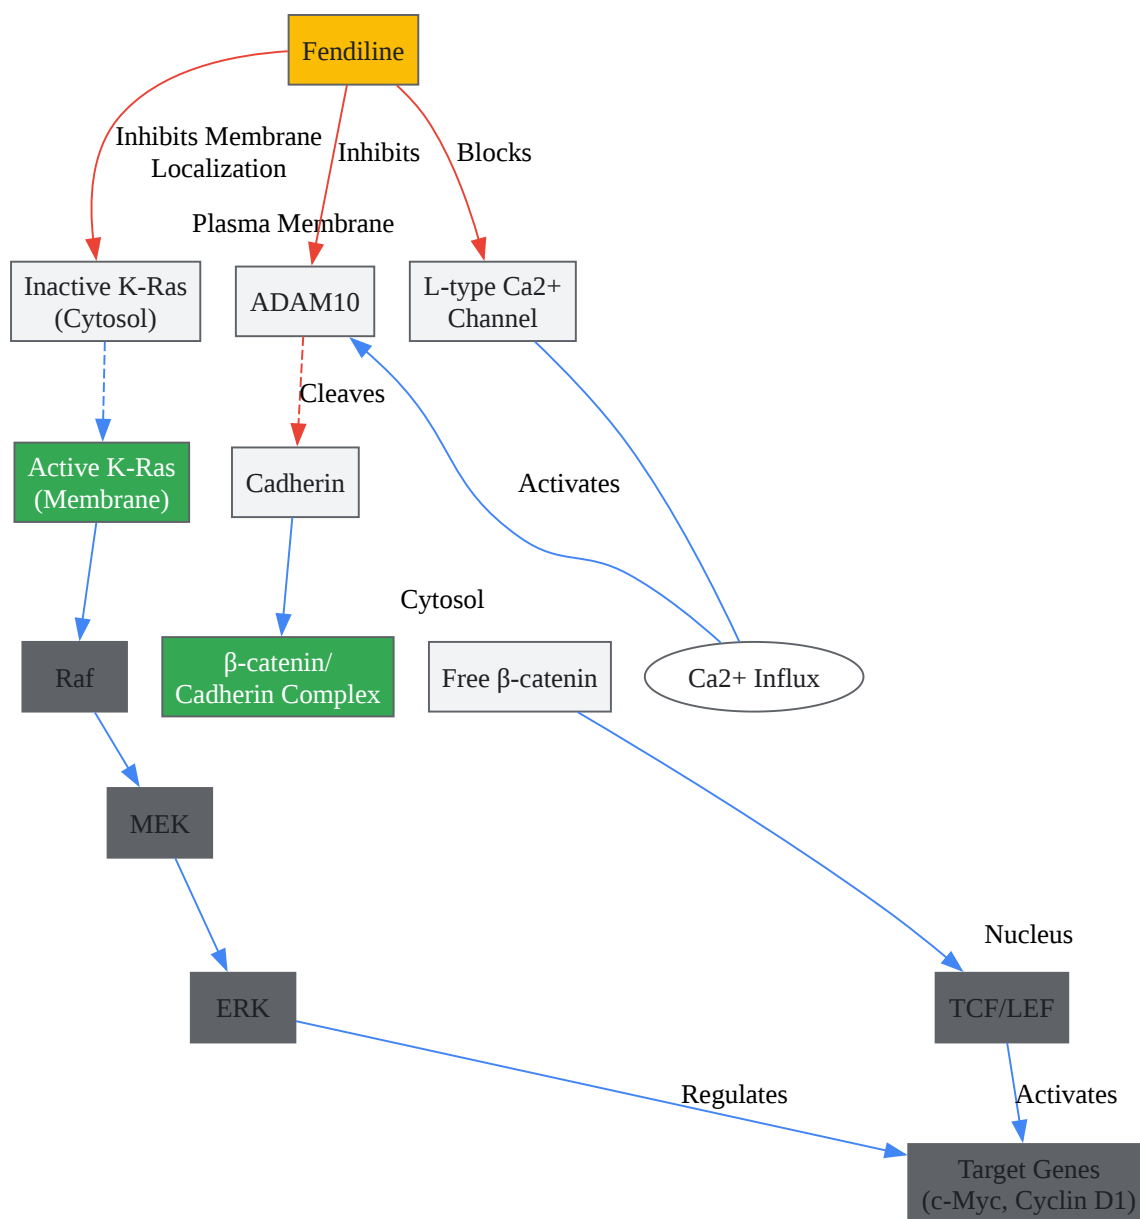 Fendiline
Inhibits Membrane
Localization
Inhibits
Blocks
Plasma Membrane
Inactive K-Ras
(Cytosol)
ADAM10
L-type Ca2+
Channel
Cleaves
Active K-Ras
(Membrane)
Cadherin
Activates
Cytosol
Raf
β-catenin/
Cadherin Complex
Free β-catenin
Ca2+ Influx
MEK
Nucleus
ERK
TCF/LEF
Regulates
Activates
Target Genes
(c-Myc, Cyclin D1)